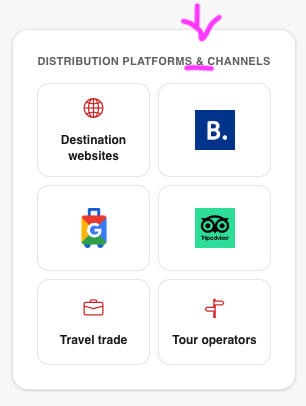 DISTRIBUTION PLATFORMS & CHANNELS
Destination
websites
B.
G
Tripadvisor
Travel trade
Tour operators